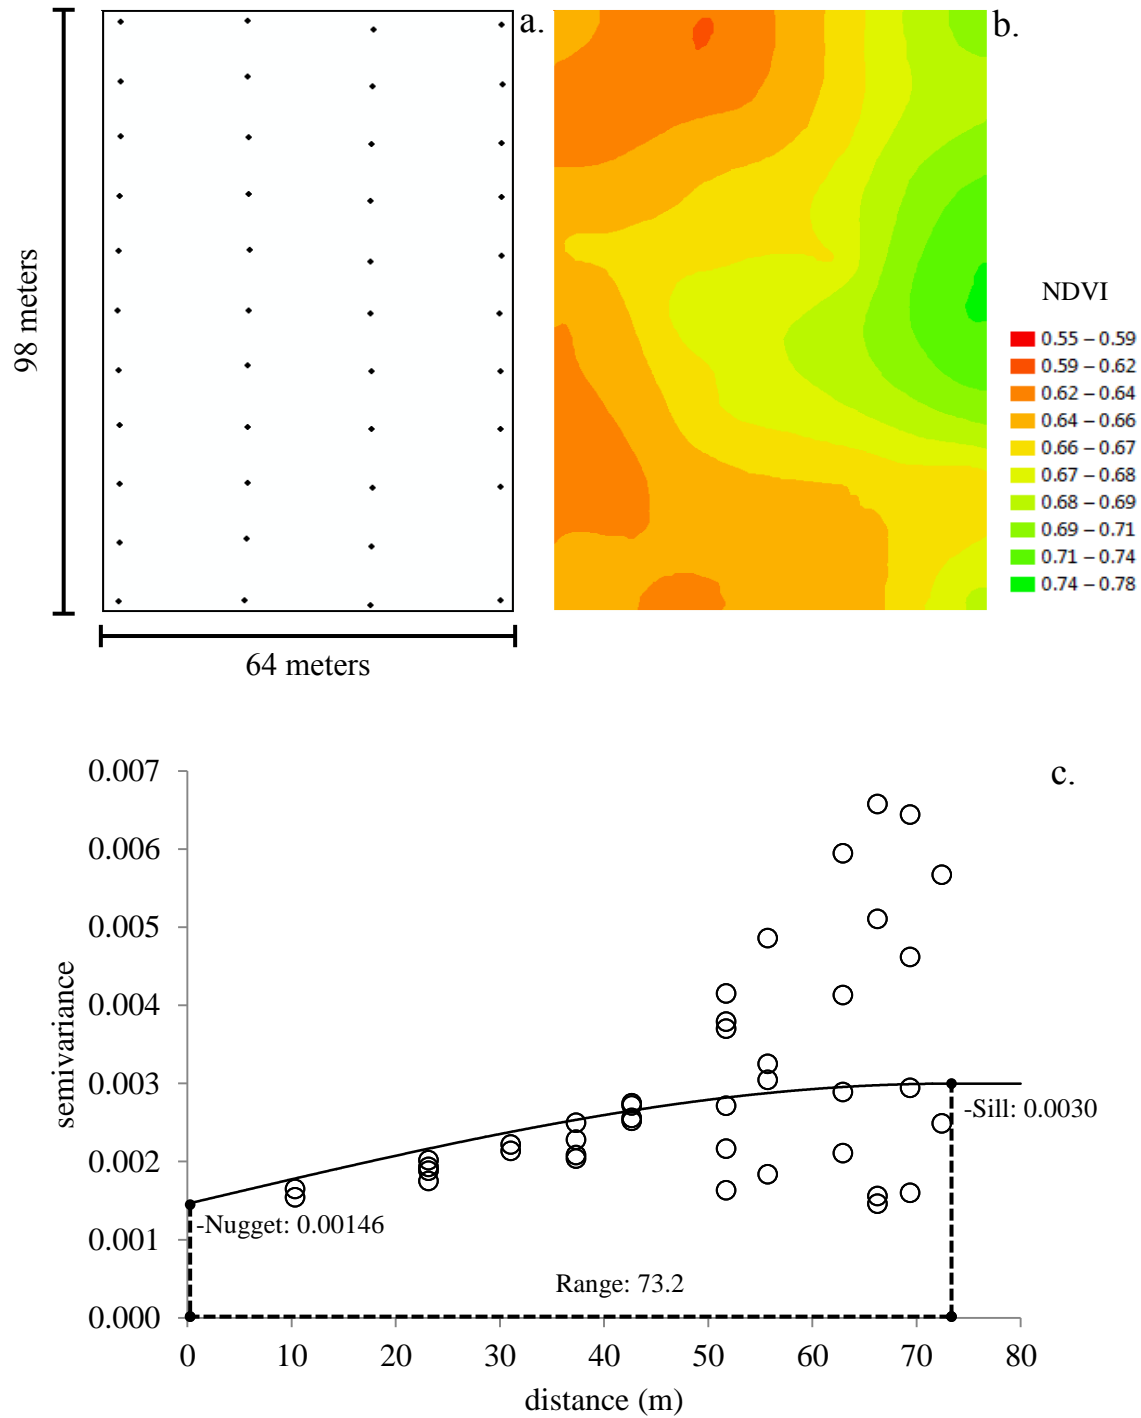 a.
b.
98 meters
64 meters
NDVI
0.55 – 0.59
0.59 – 0.62
0.62 – 0.64
0.64 – 0.66
0.66 – 0.67
0.67 – 0.68
0.68 – 0.69
0.69 – 0.71
0.71 – 0.74
0.74 – 0.78
c.
semivariance
0.007
0.006
0.005
0.004
0.003
0.002
0.001
0.000
-Sill: 0.0030
-Nugget: 0.00146
Range: 73.2
0 10 20 30 40 50 60 70 80
distance (m)